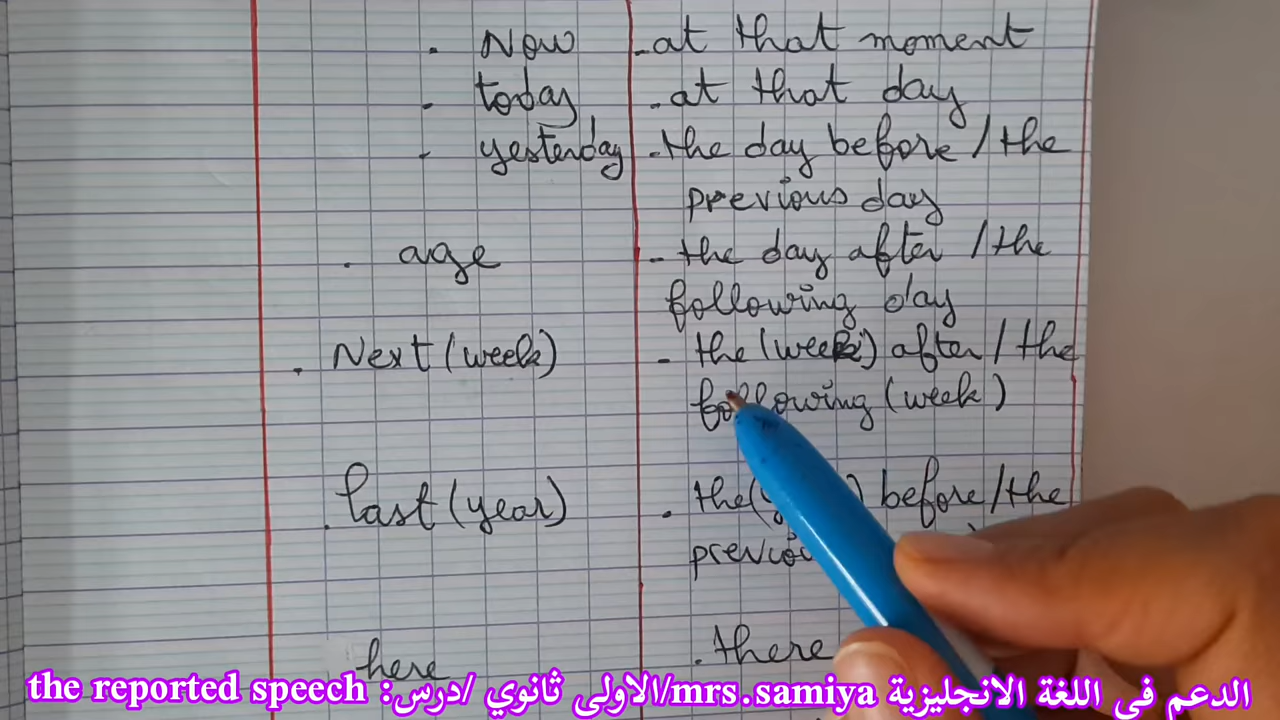 . Now .at that moment
. today .at that day
. yesterday .the day before / the
previous day
. age - the day after / the
following day
. Next (week) - the (week) after / the
following (week)
. last (year) . the ( ) before / the
here . there
الدعم في اللغة الانجليزية mrs.samiya/الاولى ثانوي /درس: the reported speech